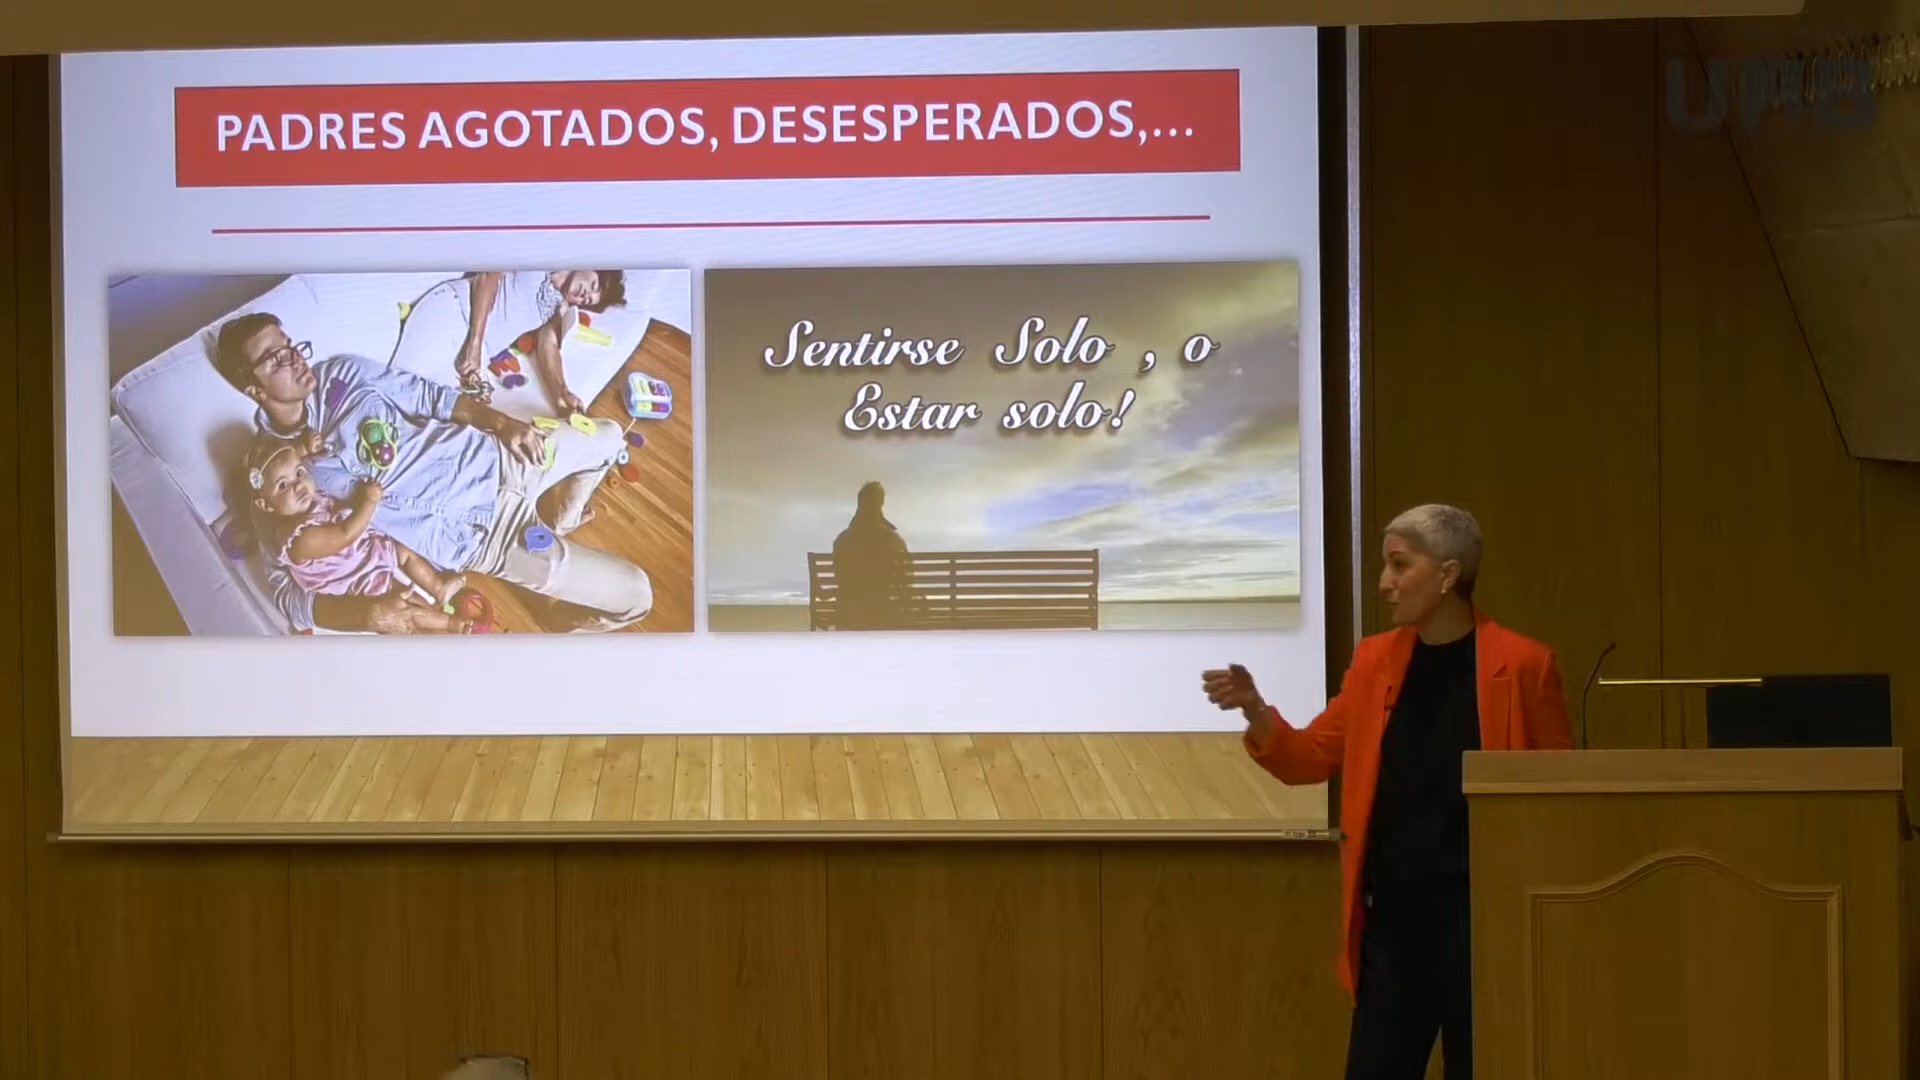 PADRES AGOTADOS, DESESPERADOS,...
Sentirse Solo , o
Estar solo!